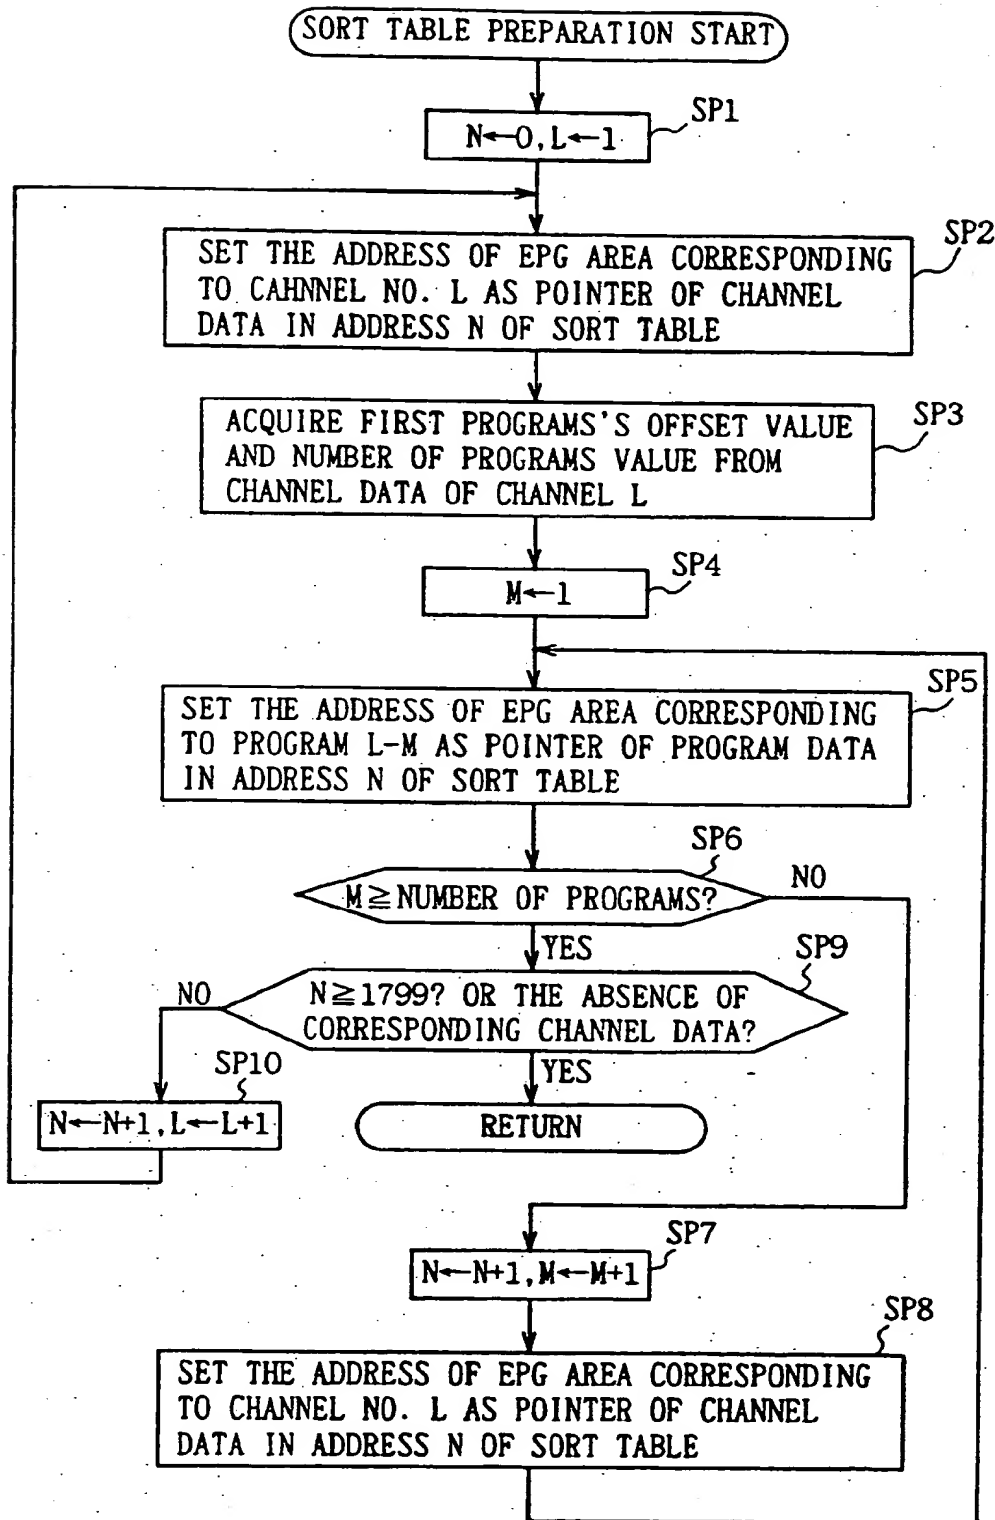 SORT TABLE PREPARATION START
SP1
N←0,L←1
SP2
SET THE ADDRESS OF EPG AREA CORRESPONDING
TO CAHNNEL NO. L AS POINTER OF CHANNEL
DATA IN ADDRESS N OF SORT TABLE
SP3
ACQUIRE FIRST PROGRAMS'S OFFSET VALUE
AND NUMBER OF PROGRAMS VALUE FROM
CHANNEL DATA OF CHANNEL L
SP4
M←1
SP5
SET THE ADDRESS OF EPG AREA CORRESPONDING
TO PROGRAM L-M AS POINTER OF PROGRAM DATA
IN ADDRESS N OF SORT TABLE
SP6
M≧NUMBER OF PROGRAMS?
NO
YES
SP9
N≧1799? OR THE ABSENCE OF
CORRESPONDING CHANNEL DATA?
NO
YES
SP10
N←N+1,L←L+1
RETURN
SP7
N←N+1,M←M+1
SP8
SET THE ADDRESS OF EPG AREA CORRESPONDING
TO CHANNEL NO. L AS POINTER OF CHANNEL
DATA IN ADDRESS N OF SORT TABLE